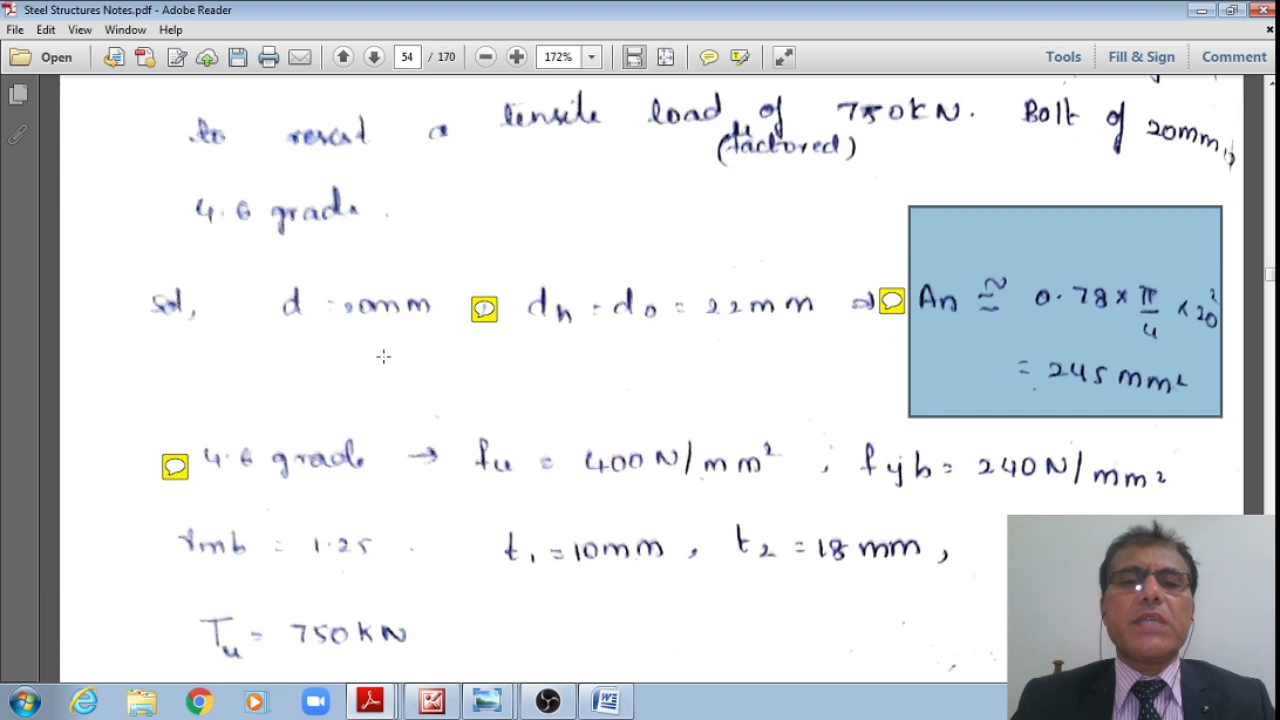 Steel Structures Notes.pdf - Adobe Reader
File Edit View Window Help
Open 54 / 170 172% Tools Fill & Sign Comment
to resist a tensile load of 750kN. Bolt of 20mm,
(factored)
4.6 grade.
Sol, d = 20mm dh = do = 22mm ⇒ An ≅ 0.78 × π/4 × 20²
= 245 mm²
4.6 grade → fu = 400 N/mm² ; fyb = 240 N/mm²
γmb = 1.25 . t₁ = 10mm , t₂ = 18 mm ,
Tu = 750 kN